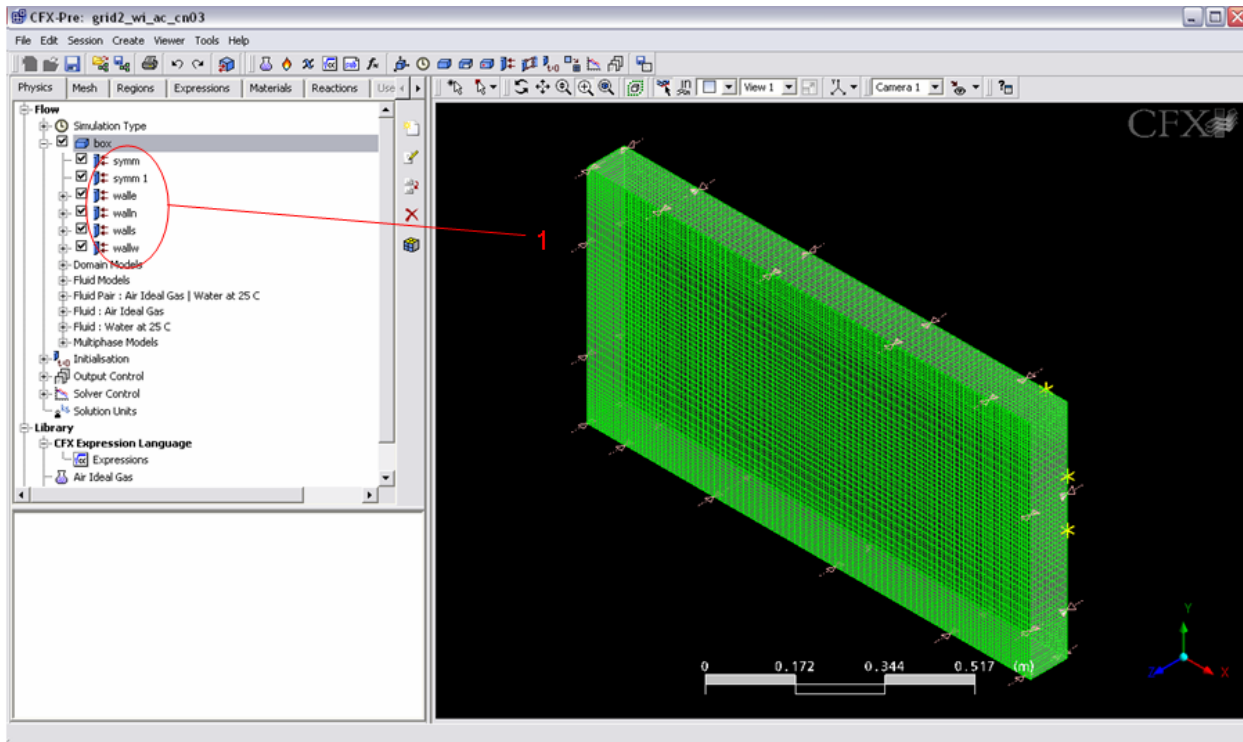 CFX-Pre: grid2_wi_ac_cn03
File Edit Session Create Viewer Tools Help
View 1 Camera 1
Physics Mesh Regions Expressions Materials Reactions Use
Flow
Simulation Type
box
symm
symm 1
walle
walln
walls
wallw
Domain Models
Fluid Models
Fluid Pair : Air Ideal Gas | Water at 25 C
Fluid : Air Ideal Gas
Fluid : Water at 25 C
Multiphase Models
Initialisation
Output Control
Solver Control
Solution Units
Library
CFX Expression Language
Expressions
Air Ideal Gas
1
CFX
0 0.172 0.344 0.517 (m)
Y
Z X